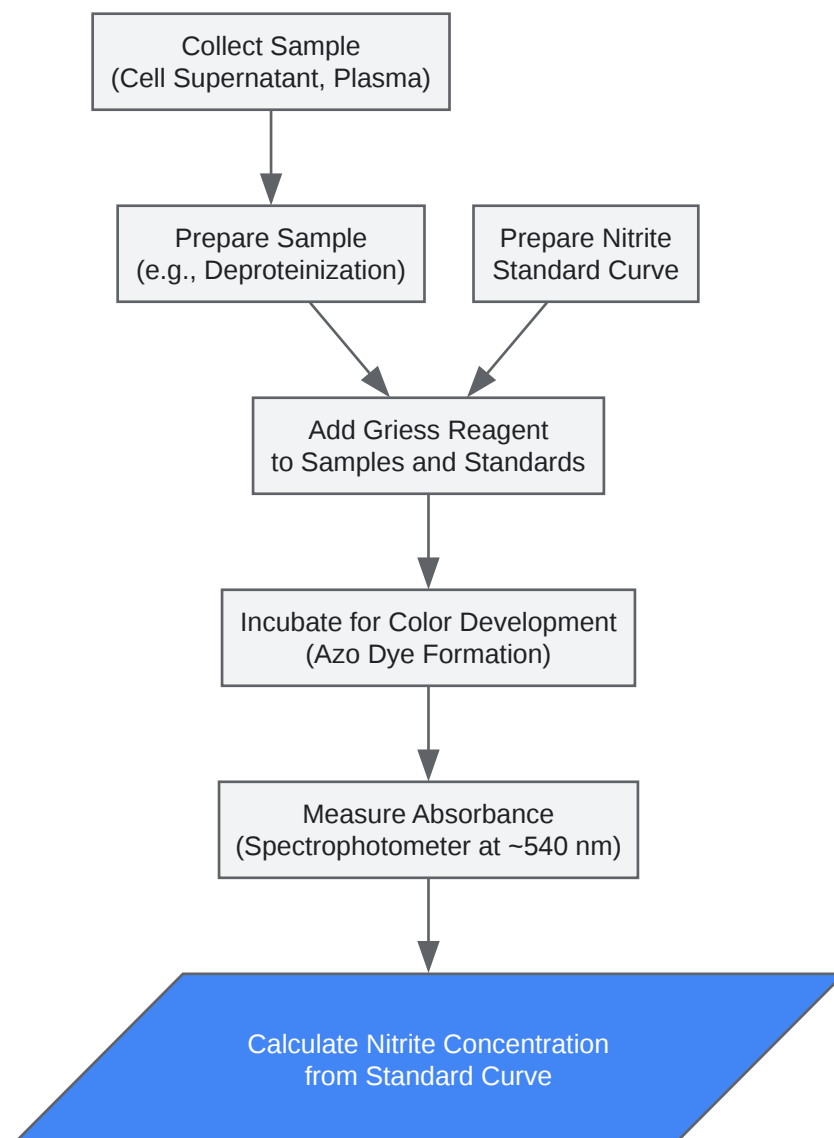 Collect Sample
(Cell Supernatant, Plasma)
Prepare Sample
(e.g., Deproteinization)
Prepare Nitrite
Standard Curve
Add Griess Reagent
to Samples and Standards
Incubate for Color Development
(Azo Dye Formation)
Measure Absorbance
(Spectrophotometer at ~540 nm)
Calculate Nitrite Concentration
from Standard Curve